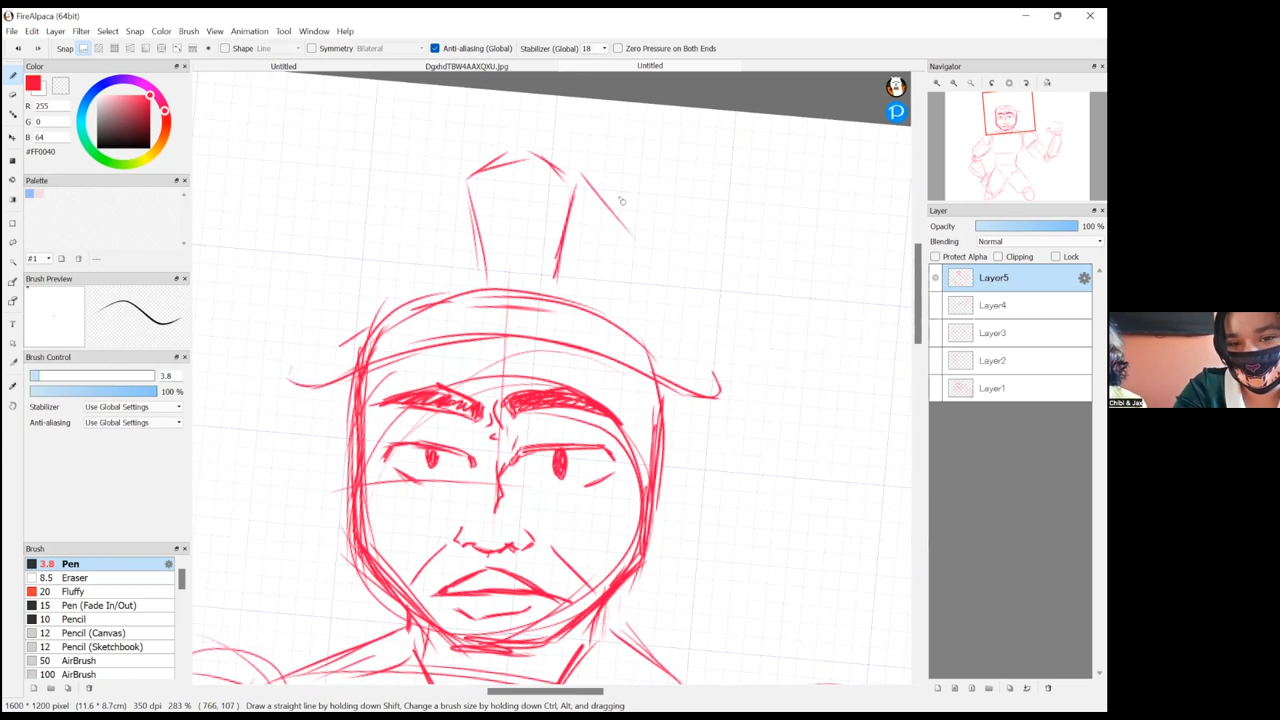 FireAlpaca (64bit)
File Edit View Layer Filter Select Snap Color Brush Animation Tool Window Help
Snap Shape Line Symmetry Bilateral Anti-aliasing (Global) Stabilizer (Global) 18 Zero Pressure on Both Ends
Untitled DgxhdTBW4AAXQXU.jpg Untitled
Color
R 255
G 0
B 64
#FF0040
Palette
#1
Brush Preview
Brush Control
3.8
100 %
Stabilizer Use Global Settings
Anti-aliasing Use Global Settings
Brush
3.8 Pen
8.5 Eraser
20 Fluffy
15 Pen (Fade In/Out)
10 Pencil
12 Pencil (Canvas)
12 Pencil (Sketchbook)
50 AirBrush
100 AirBrush
P
Navigator
Layer
Opacity 100 %
Blending Normal
Protect Alpha Clipping Lock
Layer5
Layer4
Layer3
Layer2
Layer1
Chibi & Jax
1600 * 1200 pixel (11.6 * 8.7cm) 350 dpi 283 % ( 766, 107 ) Draw a straight line by holding down Shift, Change a brush size by holding down Ctrl, Alt, and dragging